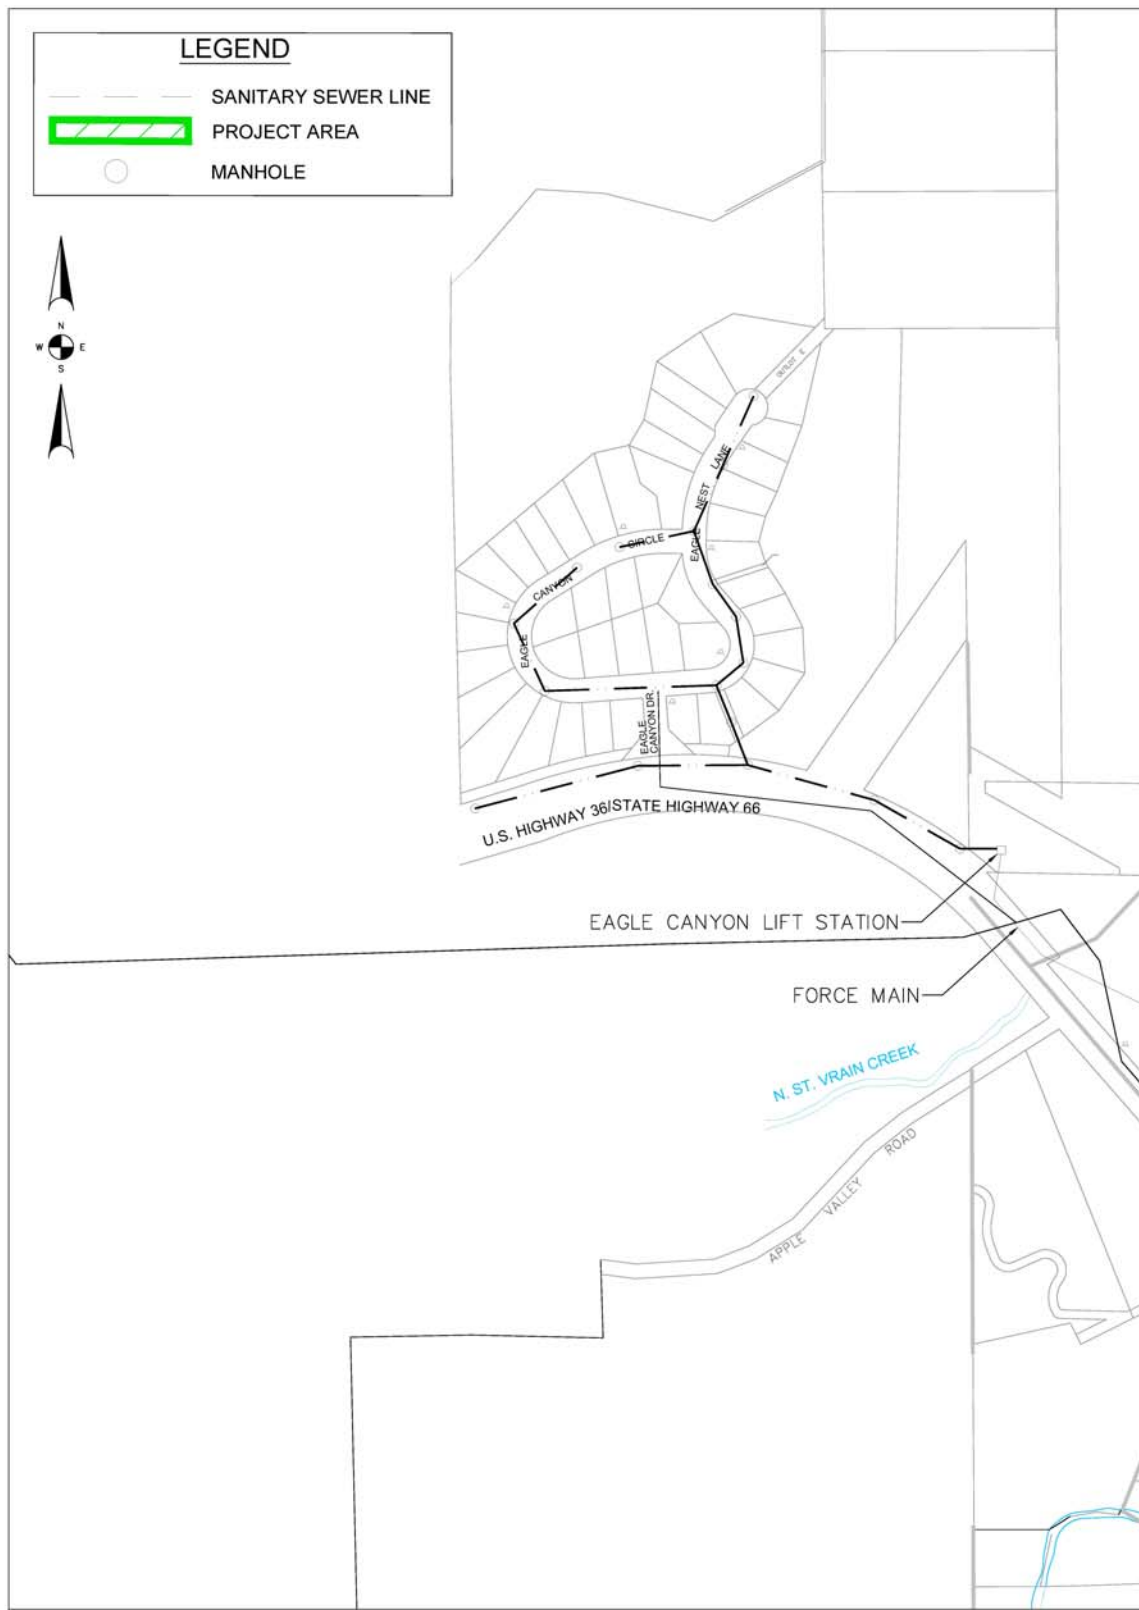 LEGEND
SANITARY SEWER LINE
PROJECT AREA
MANHOLE
N
W E
S
OUTLOT E
EAGLE NEST LANE
EAGLE CANYON CIRCLE
EAGLE
CANYON DR.
U.S. HIGHWAY 36/STATE HIGHWAY 66
EAGLE CANYON LIFT STATION
FORCE MAIN
N. ST. VRAIN CREEK
APPLE VALLEY ROAD